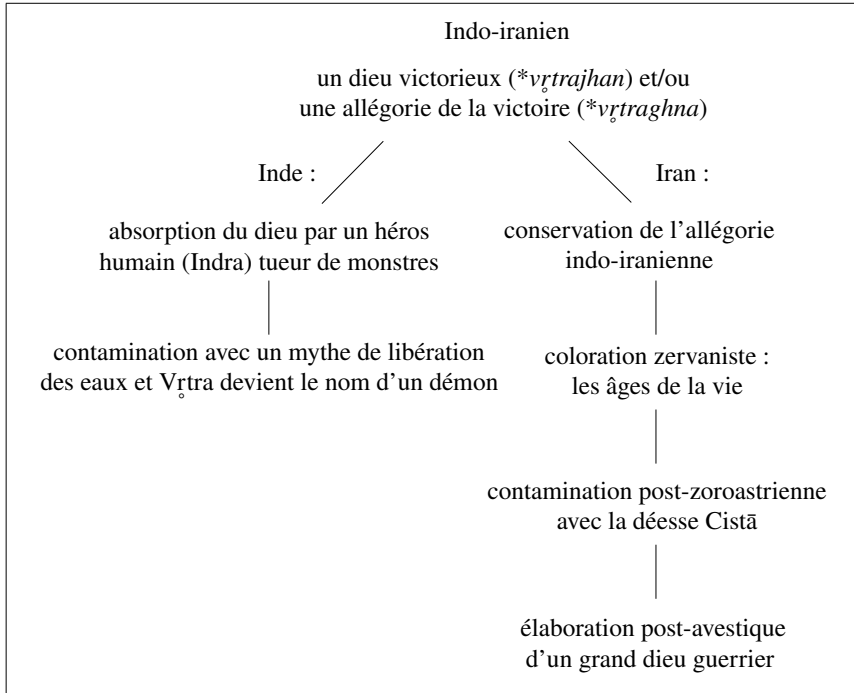 Indo-iranien
un dieu victorieux (*vr̥trajhan) et/ou
une allégorie de la victoire (*vr̥traghna)
Inde :
Iran :
absorption du dieu par un héros
humain (Indra) tueur de monstres
conservation de l’allégorie
indo-iranienne
contamination avec un mythe de libération
des eaux et Vr̥tra devient le nom d’un démon
coloration zervaniste :
les âges de la vie
contamination post-zoroastrienne
avec la déesse Cistā
élaboration post-avestique
d’un grand dieu guerrier